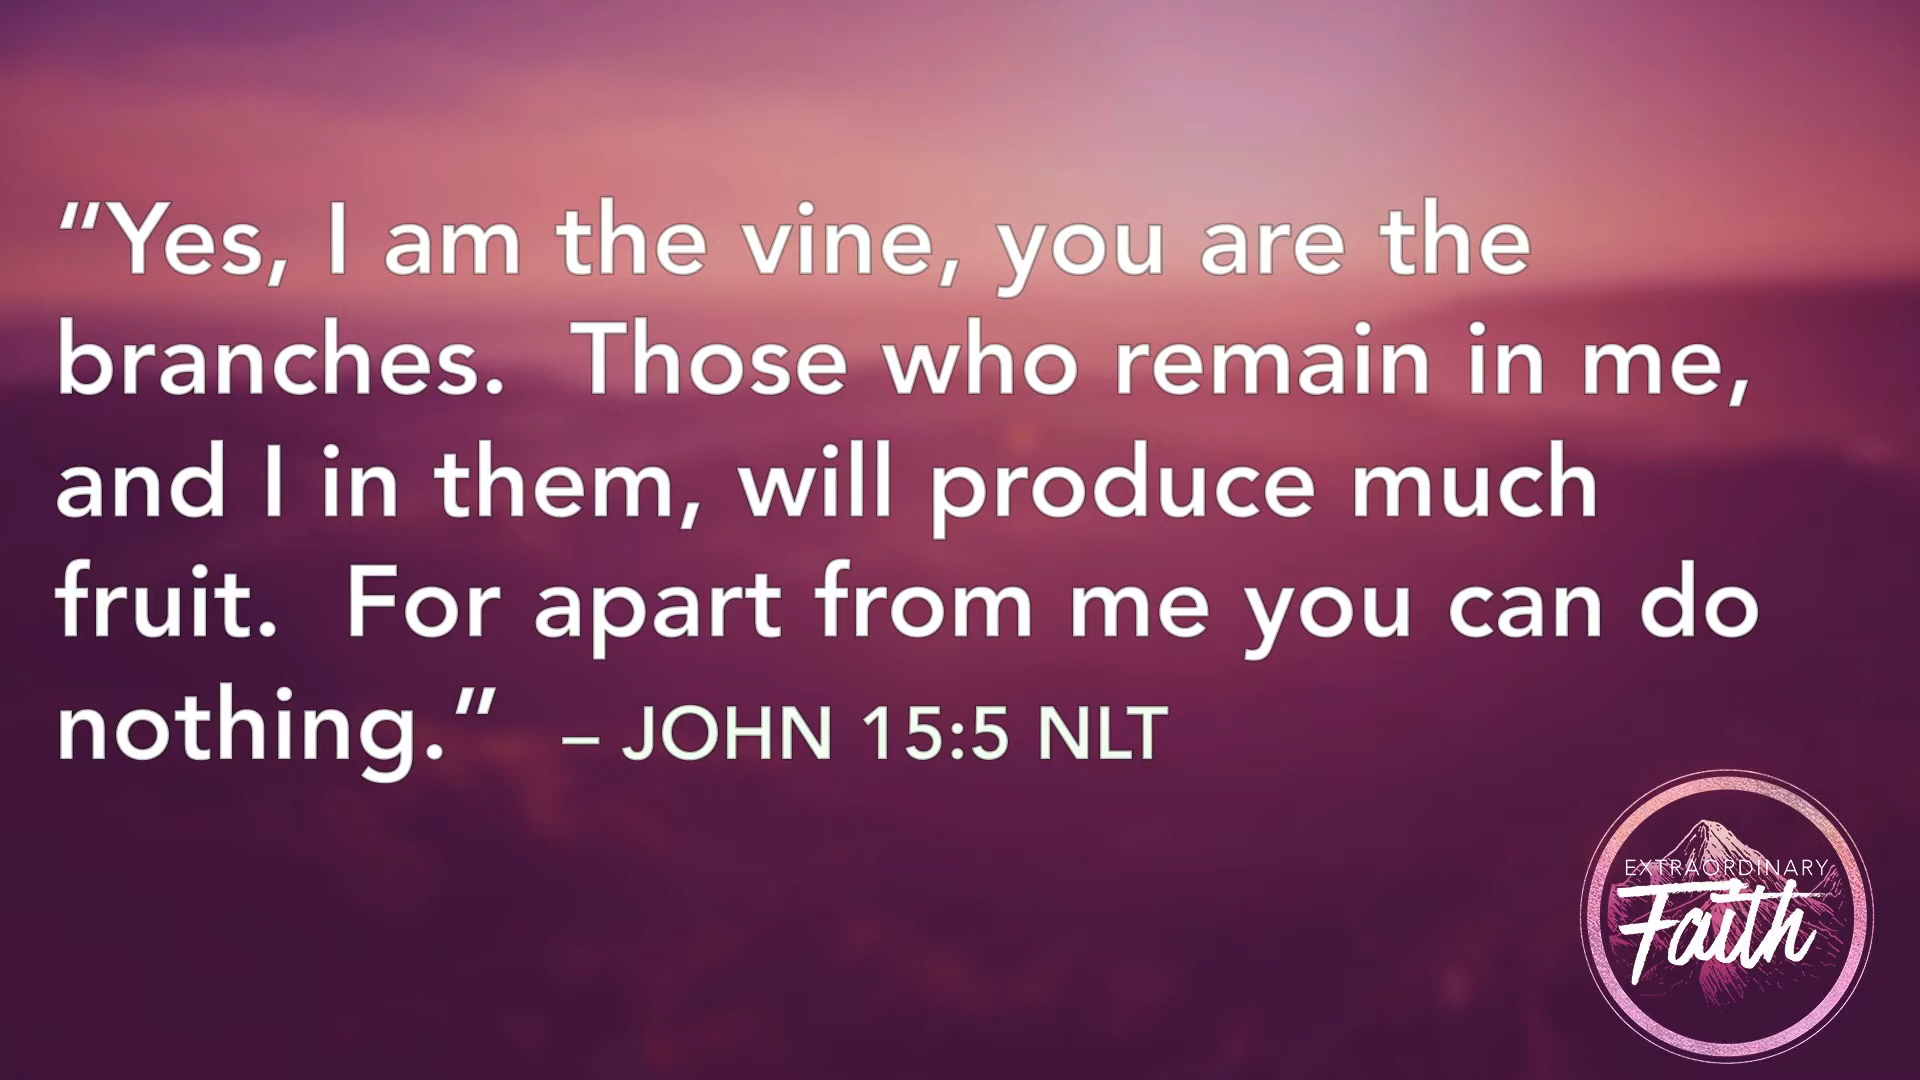 “Yes, I am the vine, you are the
branches.  Those who remain in me,
and I in them, will produce much
fruit.  For apart from me you can do
nothing.”  – JOHN 15:5 NLT
EXTRAORDINARY
Faith